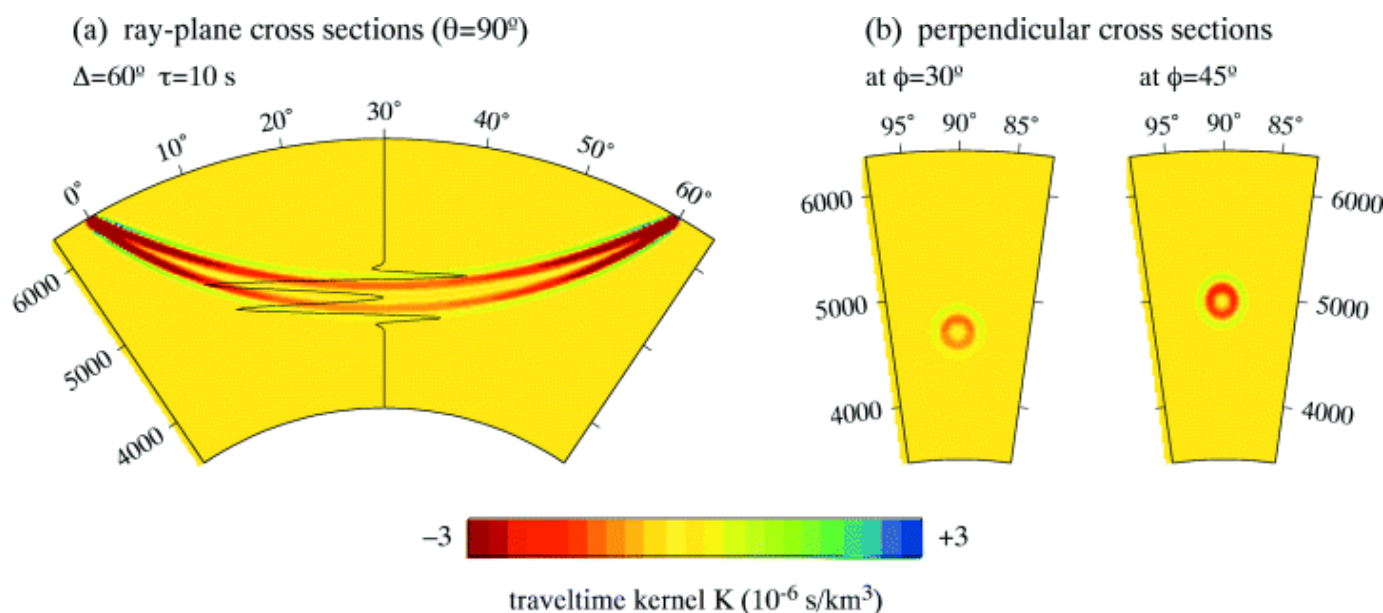 (a) ray-plane cross sections (θ=90º)
Δ=60º τ=10 s
0° 10° 20° 30° 40° 50° 60°
6000
5000
4000
(b) perpendicular cross sections
at ϕ=30º
95° 90° 85°
6000
5000
4000
at ϕ=45º
95° 90° 85°
6000
5000
4000
−3 +3
traveltime kernel K (10⁻⁶ s/km³)